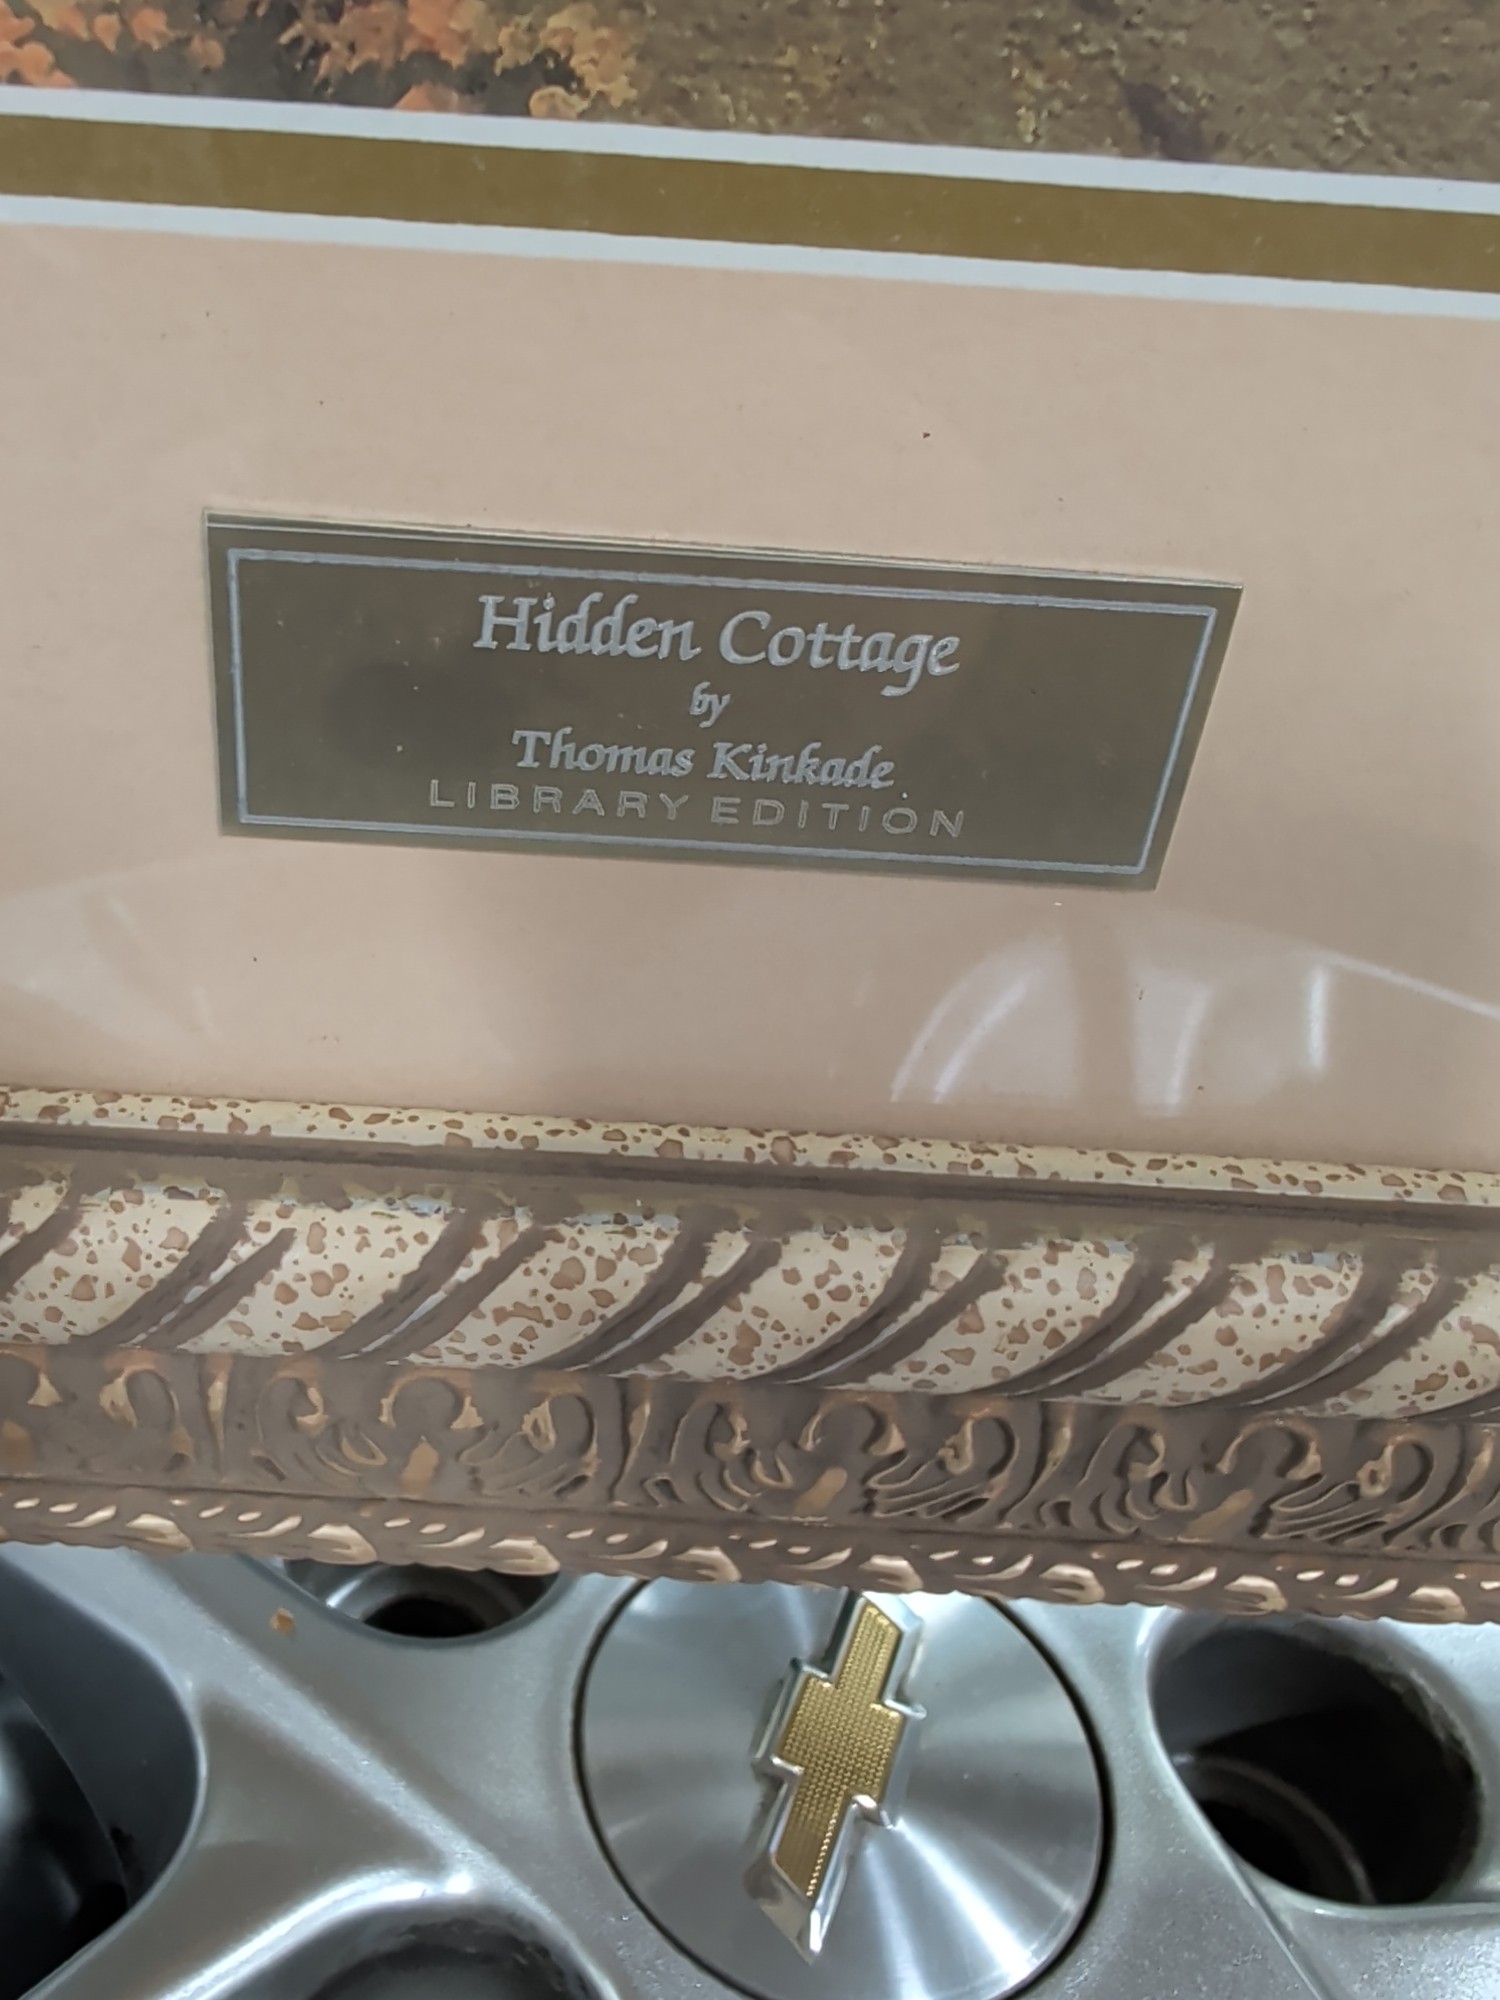 Hidden Cottage
by
Thomas Kinkade
LIBRARY EDITION